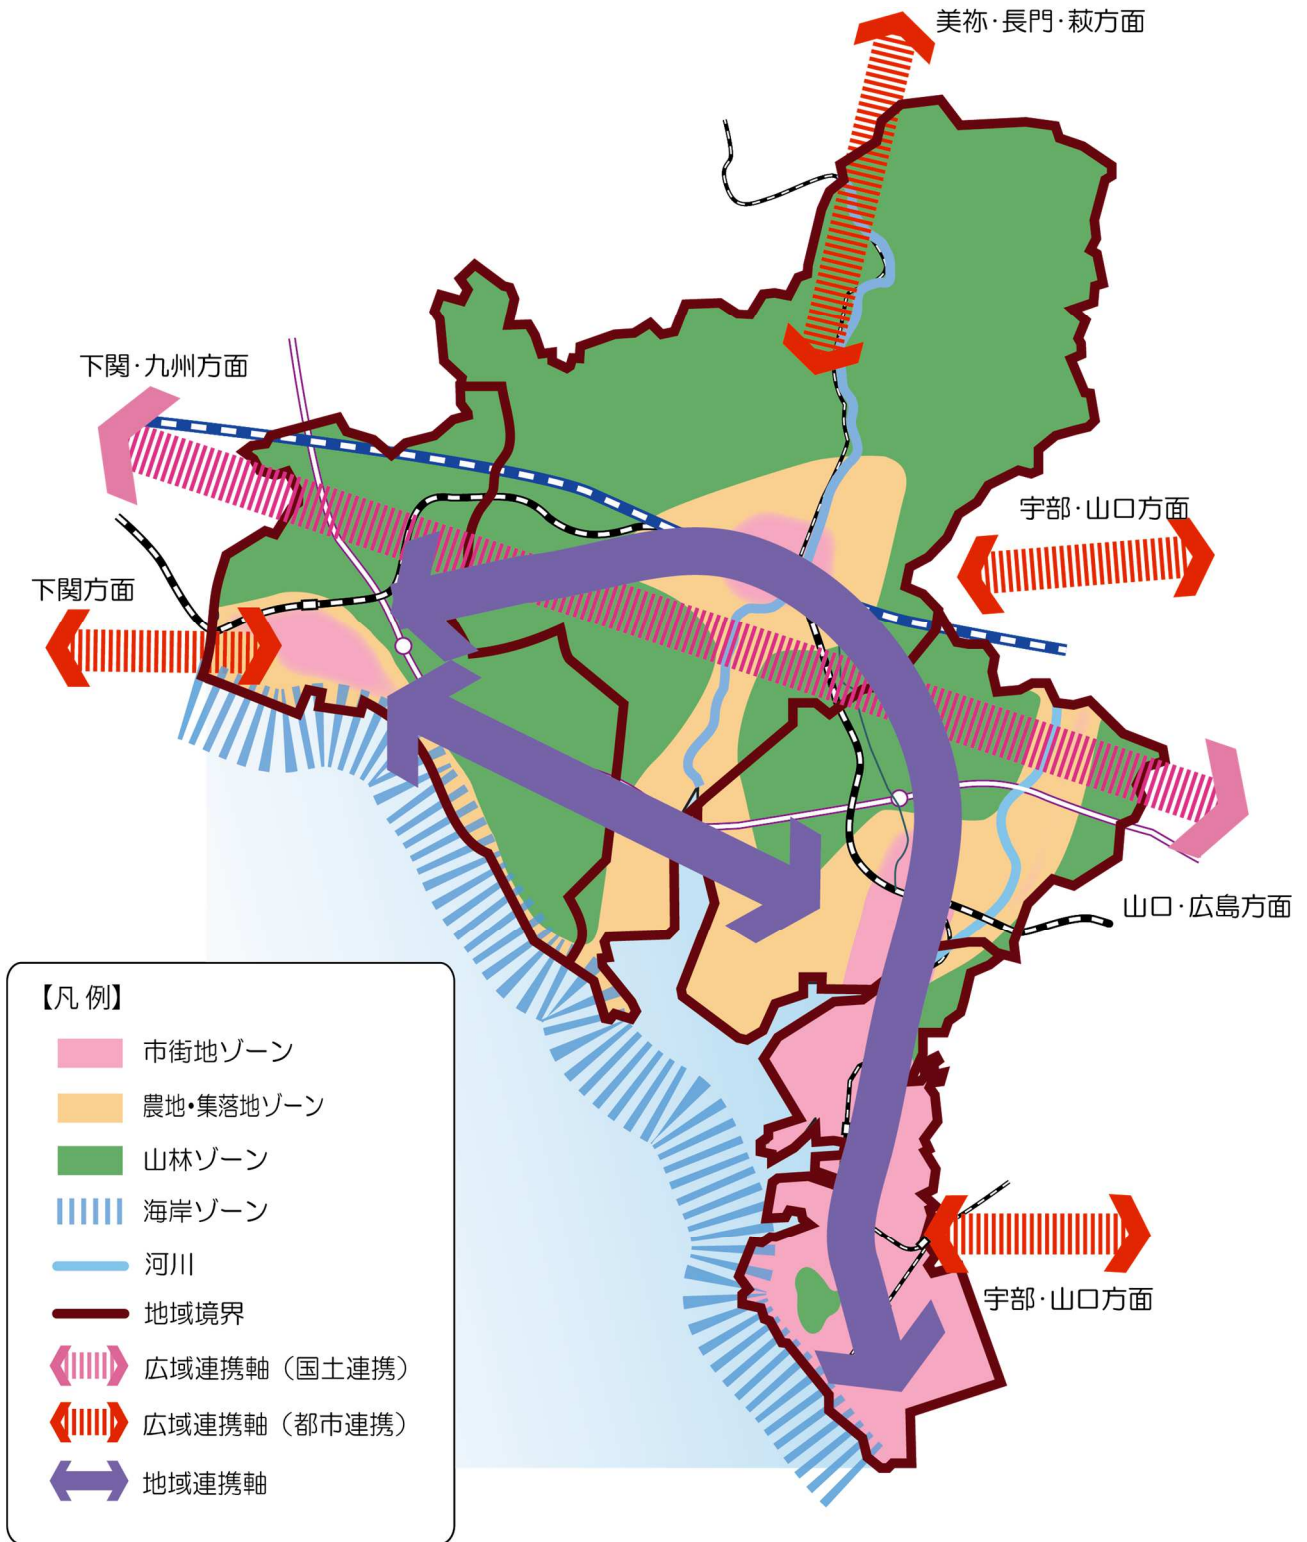 美祢・長門・萩方面
下関・九州方面
宇部・山口方面
下関方面
山口・広島方面
【凡 例】
市街地ゾーン
農地・集落地ゾーン
山林ゾーン
海岸ゾーン
河川
地域境界
広域連携軸（国土連携）
広域連携軸（都市連携）
地域連携軸
宇部・山口方面